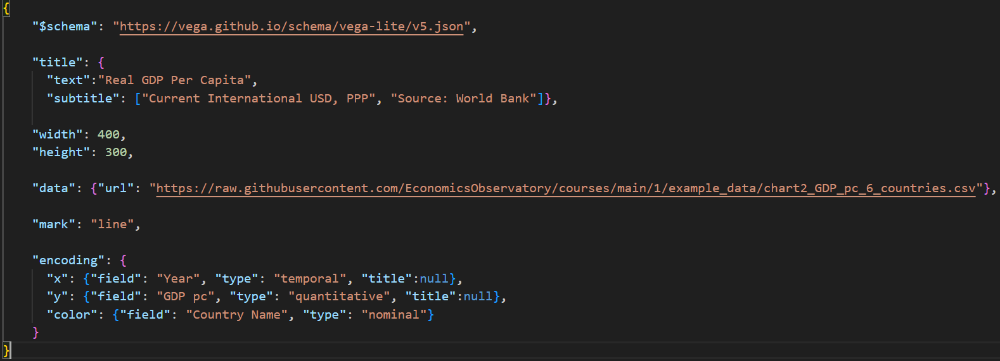 {
    "$schema": "https://vega.github.io/schema/vega-lite/v5.json",
    "title": {
      "text":"Real GDP Per Capita",
      "subtitle": ["Current International USD, PPP", "Source: World Bank"]},
    "width": 400,
    "height": 300,
    "data": {"url": "https://raw.githubusercontent.com/EconomicsObservatory/courses/main/1/example_data/chart2_GDP_pc_6_countries.csv"},
    "mark": "line",
    "encoding": {
      "x": {"field": "Year", "type": "temporal", "title":null},
      "y": {"field": "GDP pc", "type": "quantitative", "title":null},
      "color": {"field": "Country Name", "type": "nominal"}
    }
}